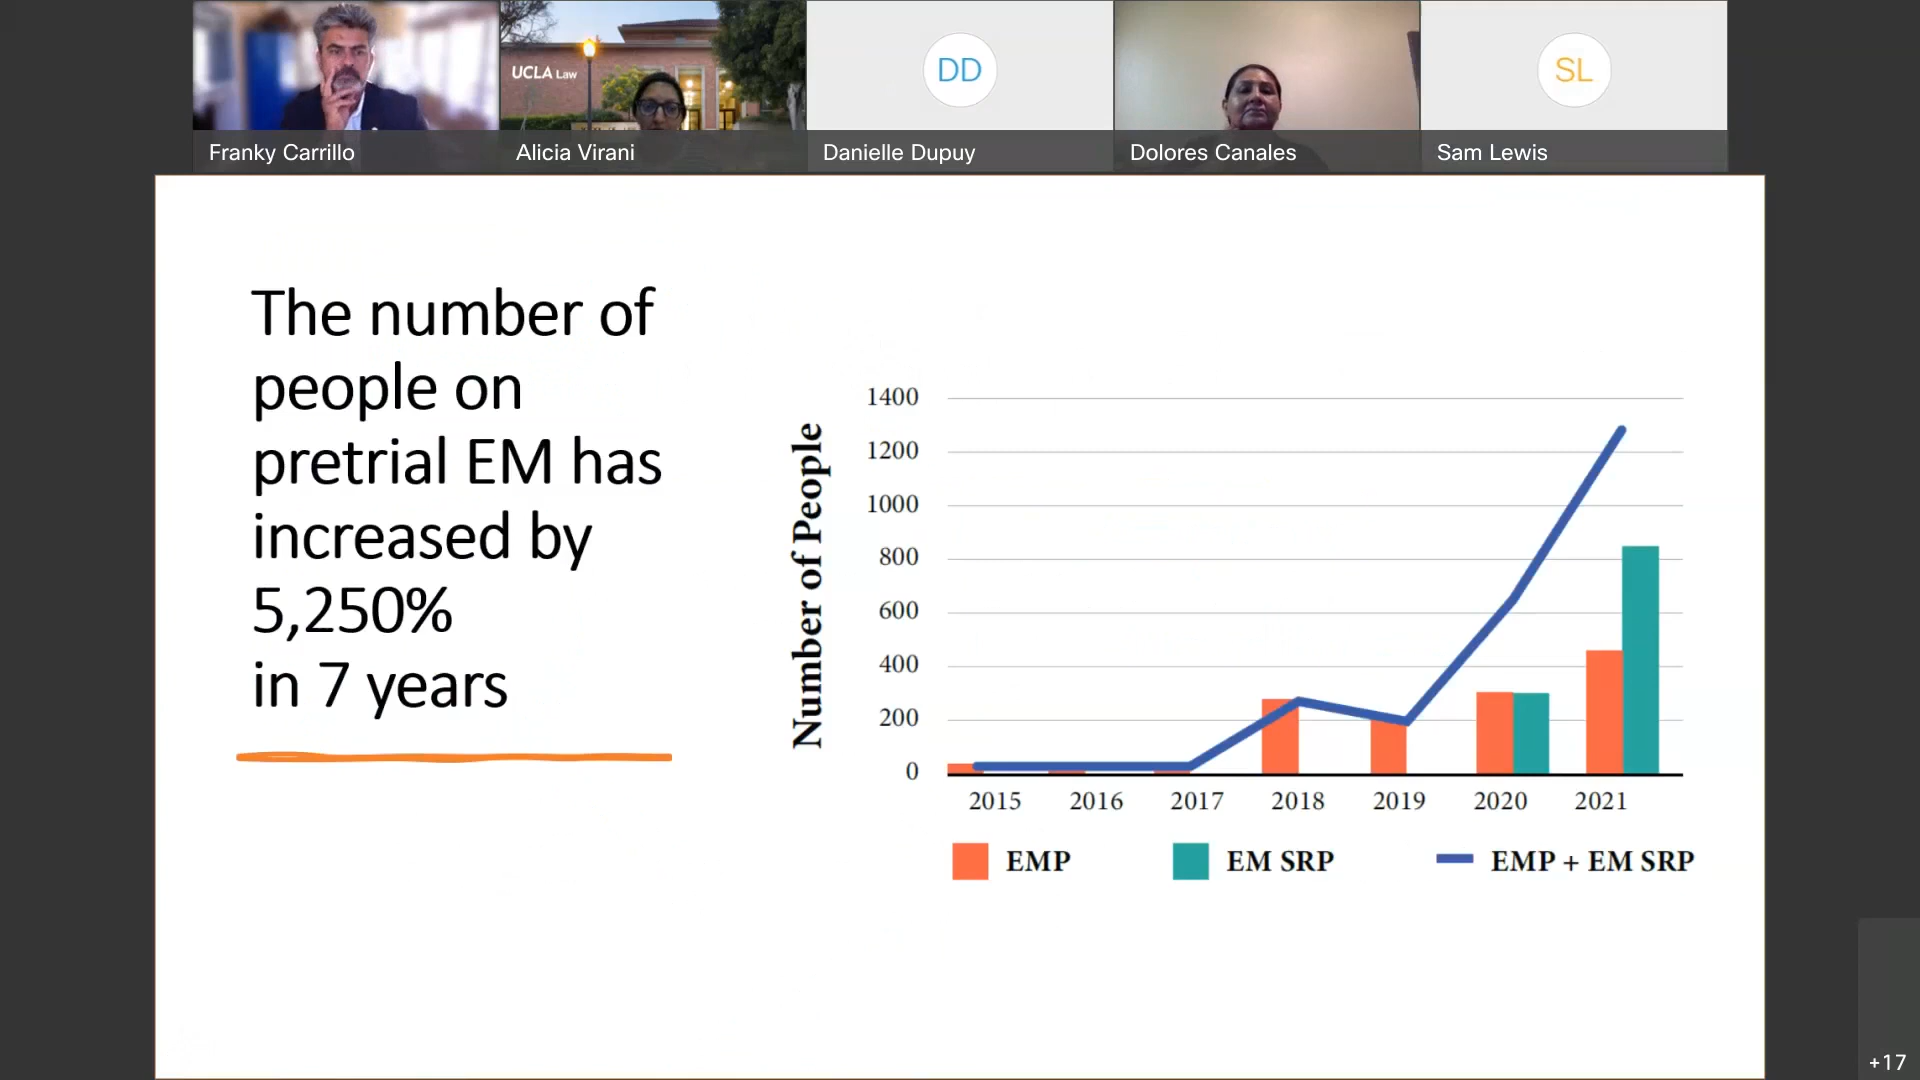 UCLA Law
DD
SL
Franky Carrillo
Alicia Virani
Danielle Dupuy
Dolores Canales
Sam Lewis
The number of
people on
pretrial EM has
increased by
5,250%
in 7 years
Number of People
1400
1200
1000
800
600
400
200
0
2015 2016 2017 2018 2019 2020 2021
EMP EM SRP EMP + EM SRP
+17